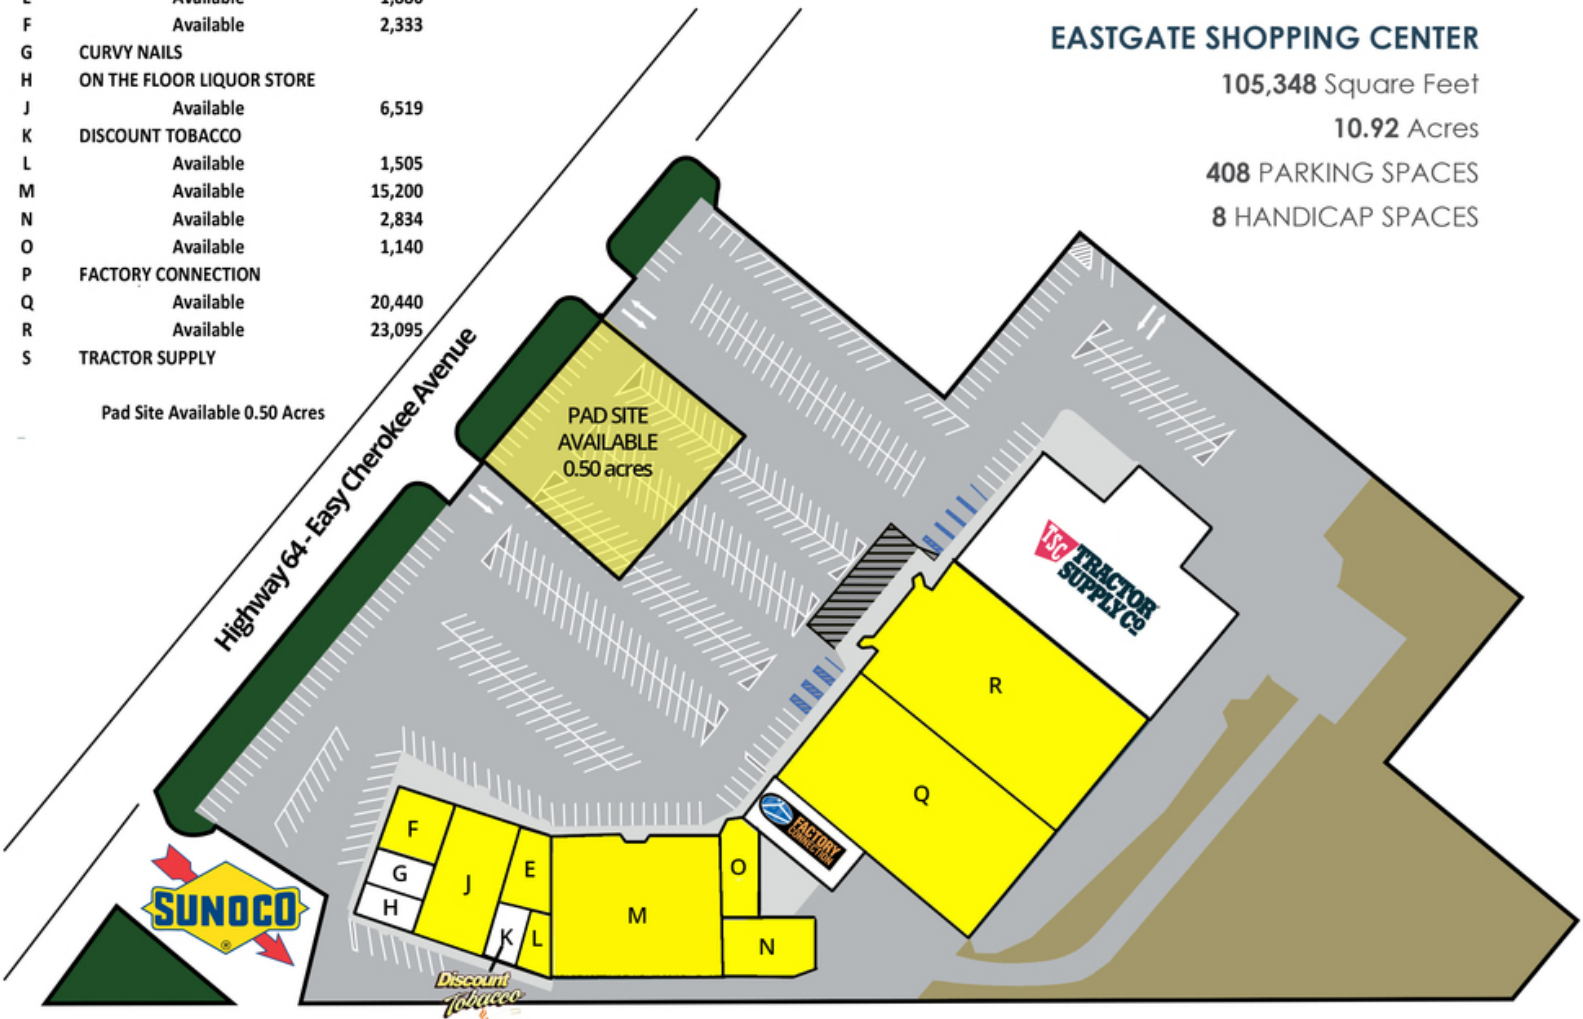 Available
F Available 2,333
G CURVY NAILS
H ON THE FLOOR LIQUOR STORE
J Available 6,519
K DISCOUNT TOBACCO
L Available 1,505
M Available 15,200
N Available 2,834
O Available 1,140
P FACTORY CONNECTION
Q Available 20,440
R Available 23,095
S TRACTOR SUPPLY
Pad Site Available 0.50 Acres
EASTGATE SHOPPING CENTER
105,348 Square Feet
10.92 Acres
408 PARKING SPACES
8 HANDICAP SPACES
Highway 64 - Easy Cherokee Avenue
PAD SITE
AVAILABLE
0.50 acres
TSC
TRACTOR
SUPPLY CO
R
Q
FACTORY
CONNECTION
F
G
H
J
E
K
L
M
O
N
SUNOCO
®
Discount
Tobacco